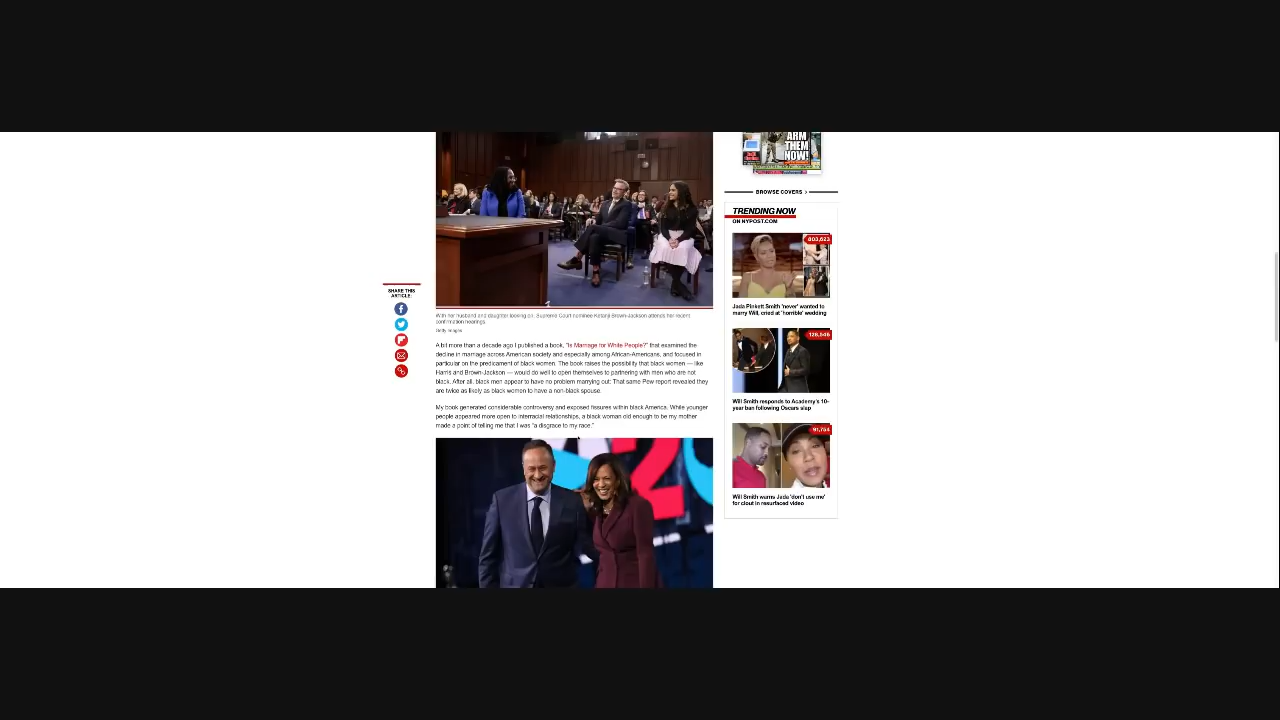 ARM
THEM
NOW!
BROWSE COVERS >
TRENDING NOW
ON NYPOST.COM
803,623
Jada Pinkett Smith 'never' wanted to
marry Will, cried at 'horrible' wedding
SHARE THIS
ARTICLE:
With her husband and daughter looking on, Supreme Court nominee Ketanji Brown-Jackson attends her recent
confirmation hearings.
Getty Images
A bit more than a decade ago I published a book, "Is Marriage for White People?" that examined the
decline in marriage across American society and especially among African-Americans, and focused in
particular on the predicament of black women. The book raises the possibility that black women — like
Harris and Brown-Jackson — would do well to open themselves to partnering with men who are not
black. After all, black men appear to have no problem marrying out: That same Pew report revealed they
are twice as likely as black women to have a non-black spouse.
My book generated considerable controversy and exposed fissures within black America. While younger
people appeared more open to interracial relationships, a black woman old enough to be my mother
made a point of telling me that I was "a disgrace to my race."
Will Smith responds to Academy's 10-
year ban following Oscars slap
91,754
Will Smith warns Jada 'don't use me'
for clout in resurfaced video